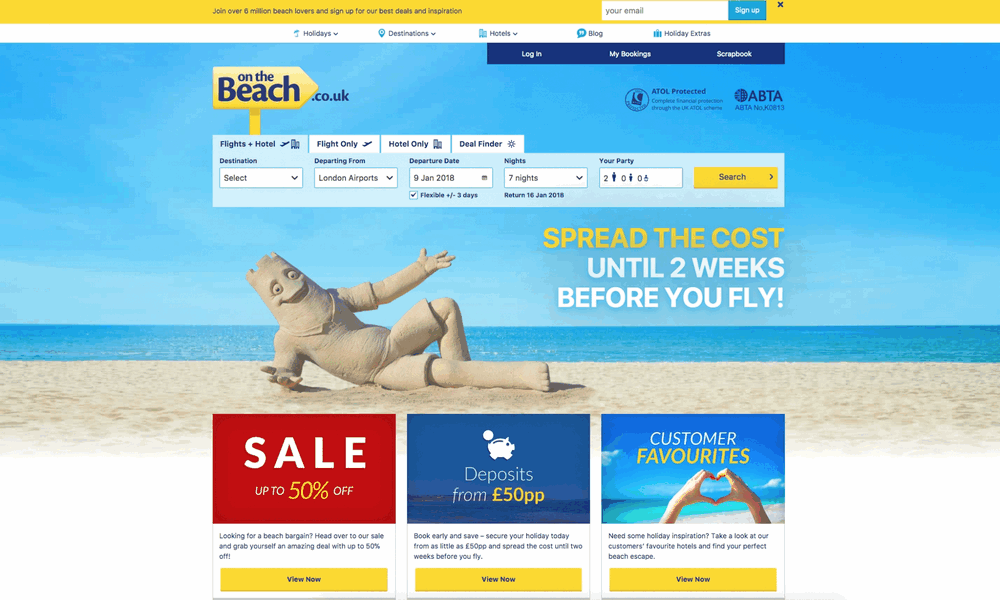 Join over 6 million beach lovers and sign up for our best deals and inspiration
your email
Sign up
Holidays
Destinations
Hotels
Blog
Holiday Extras
Log In
My Bookings
Scrapbook
on the
Beach.co.uk
ATOL Protected
Complete financial protection
through the UK ATOL scheme
ABTA
ABTA No.K0813
Flights + Hotel
Flight Only
Hotel Only
Deal Finder
Destination
Departing From
Departure Date
Nights
Your Party
Select
London Airports
9 Jan 2018
7 nights
2 0 0
Search
Flexible +/- 3 days
Return 16 Jan 2018
SPREAD THE COST
UNTIL 2 WEEKS
BEFORE YOU FLY!
SALE
UP TO 50% OFF
Looking for a beach bargain? Head over to our sale
and grab yourself an amazing deal with up to 50%
off!
View Now
Deposits
from £50pp
Book early and save – secure your holiday today
from as little as £50pp and spread the cost until two
weeks before you fly.
View Now
CUSTOMER
FAVOURITES
Need some holiday inspiration? Take a look at our
customers' favourite hotels and find your perfect
beach escape.
View Now